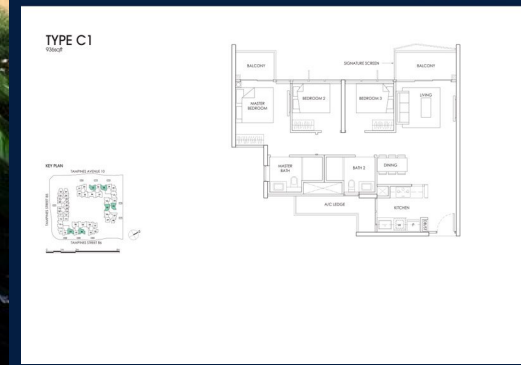 TYPE C1
936sqft
BALCONY
SIGNATURE SCREEN
BALCONY
MASTER
BEDROOM
BEDROOM 2
BEDROOM 3
LIVING
MASTER
BATH
BATH 2
DINING
A/C LEDGE
KITCHEN
KEY PLAN
TAMPINES AVENUE 10
TAMPINES STREET 86